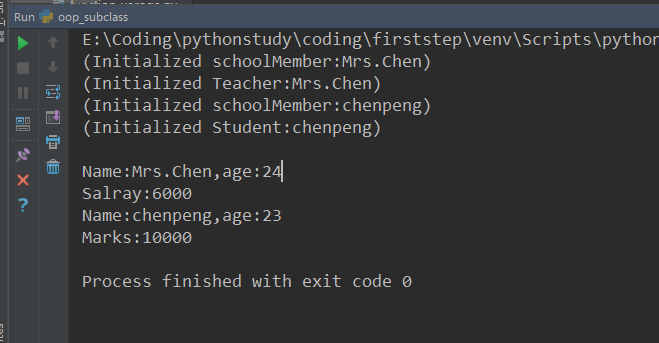 Run oop_subclass
E:\Coding\pythonstudy\coding\firststep\venv\Scripts\python
(Initialized schoolMember:Mrs.Chen)
(Initialized Teacher:Mrs.Chen)
(Initialized schoolMember:chenpeng)
(Initialized Student:chenpeng)
Name:Mrs.Chen,age:24
Salray:6000
Name:chenpeng,age:23
Marks:10000
Process finished with exit code 0